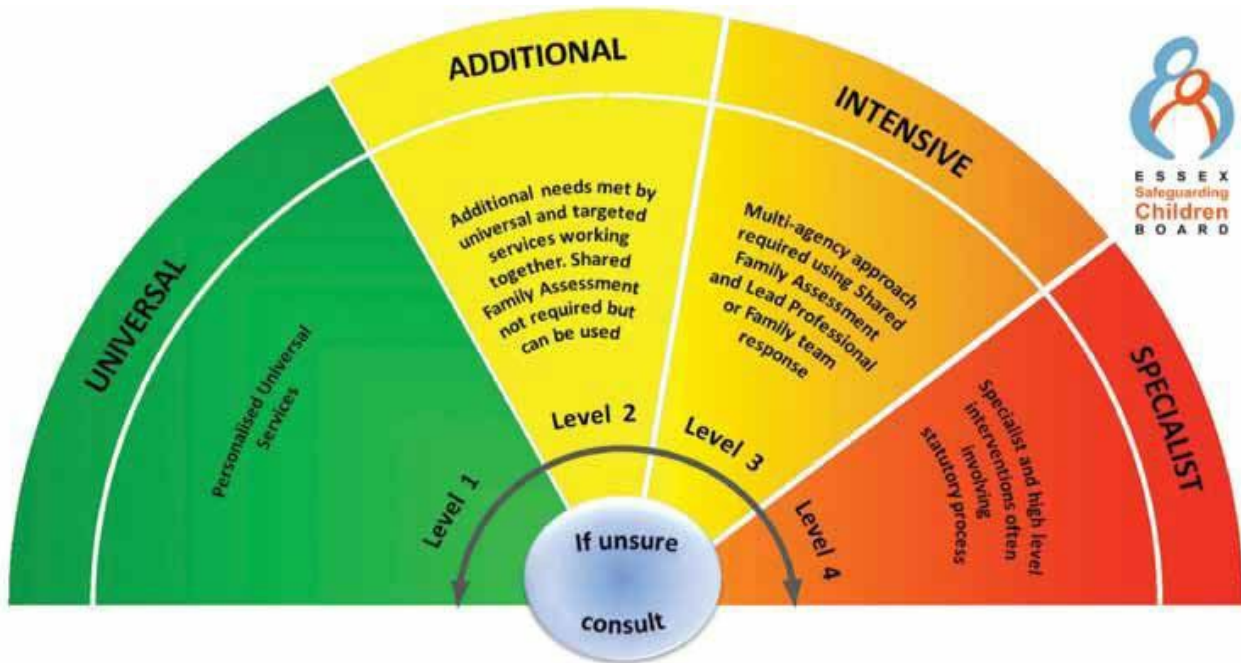 UNIVERSAL
Personalised Universal
Services
Level 1
ADDITIONAL
Additional needs met by
universal and targeted
services working
together. Shared
Family Assessment
not required but
can be used
Level 2
INTENSIVE
Multi-agency approach
required using Shared
Family Assessment
and Lead Professional
or Family team
response
Level 3
SPECIALIST
Specialist and high level
interventions often
involving
statutory process
Level 4
If unsure
consult
ESSEX
Safeguarding
Children
BOARD